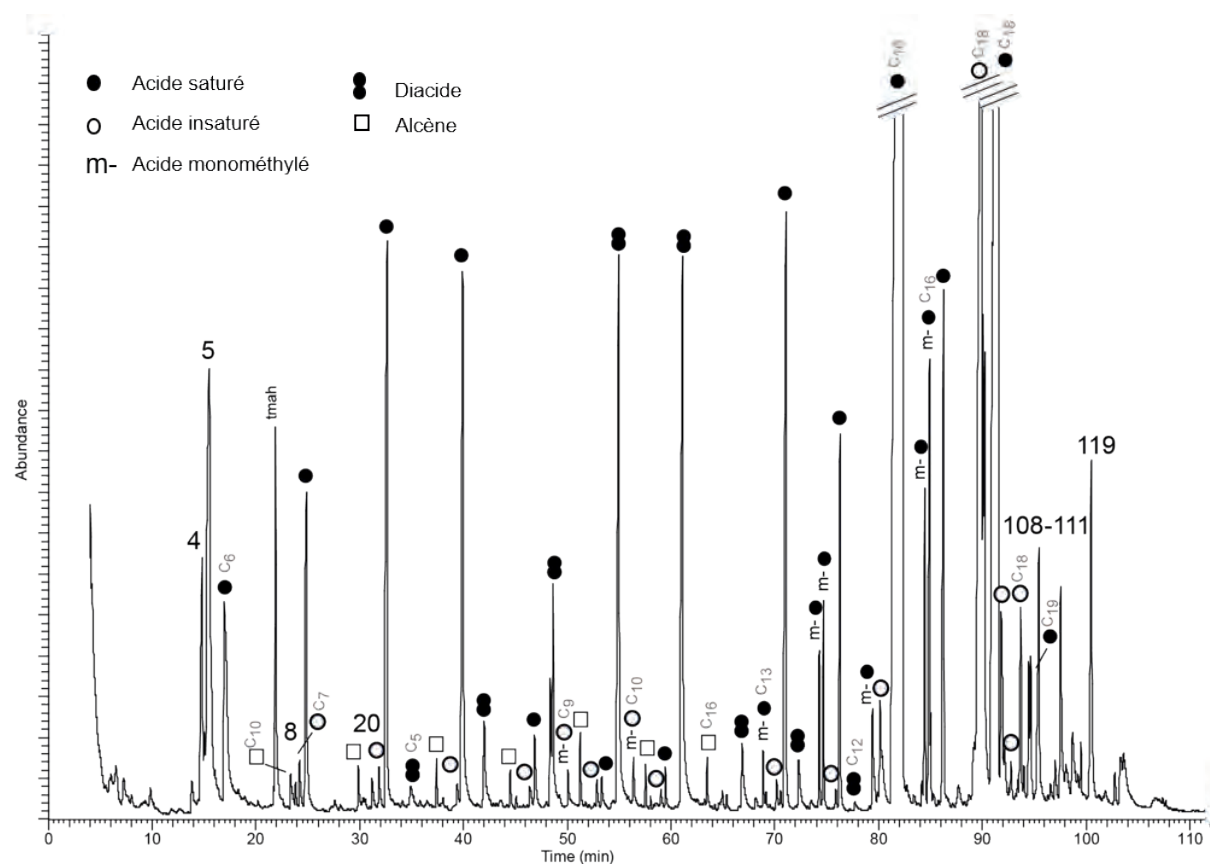 Acide saturé
Acide insaturé
m- Acide monométhylé
Diacide
Alcène
C18
C18
4
5
C6
tmah
C10
8
C7
20
C5
C9
m-
C10
m-
C16
C13
m-
m-
m-
C12
m-
m-
C16
m-
108-111
C18
C19
119
Abundance
0 10 20 30 40 50 60 70 80 90 100 110
Time (min)